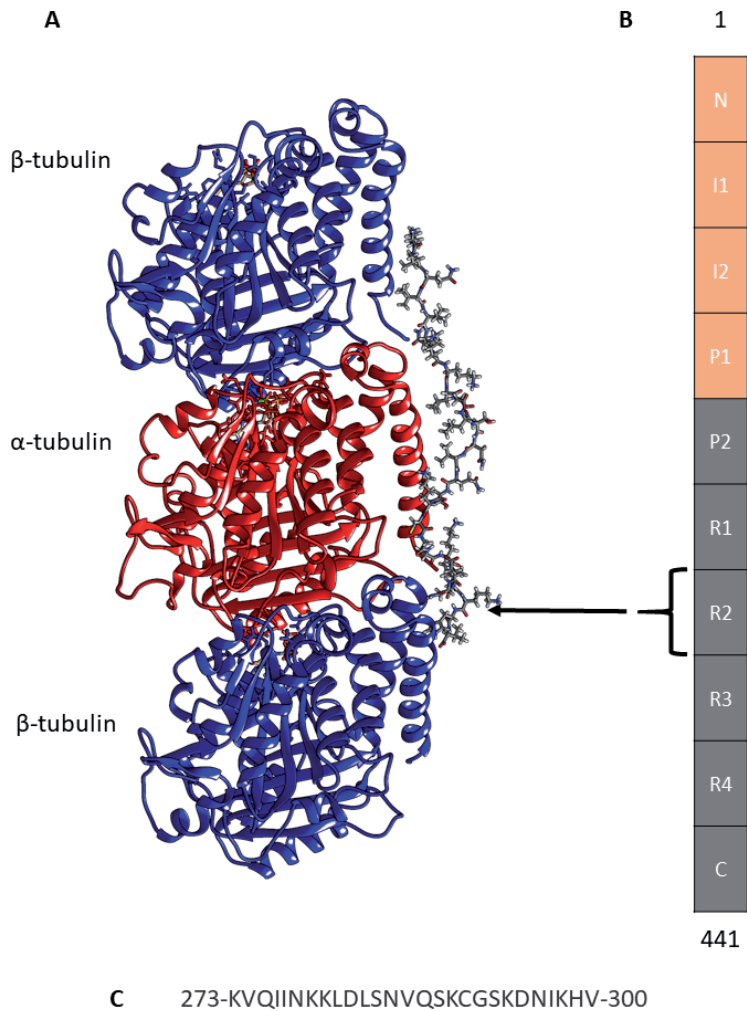 A
B
1
β-tubulin
α-tubulin
β-tubulin
N
I1
I2
P1
P2
R1
R2
R3
R4
C
441
C 273-KVQIINKKLDLSNVQSKCGSKDNIKHV-300